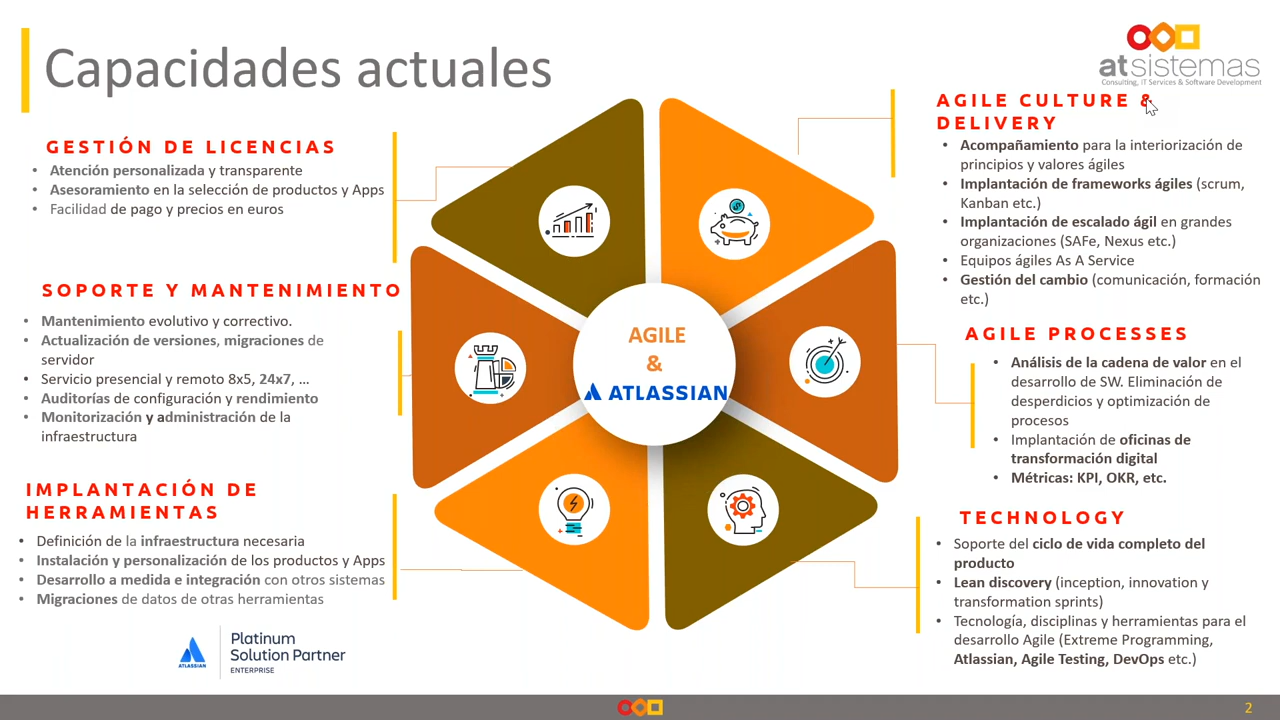 Capacidades actuales
atsistemas
Consulting, IT Services & Software Development
GESTIÓN DE LICENCIAS
• Atención personalizada y transparente
• Asesoramiento en la selección de productos y Apps
• Facilidad de pago y precios en euros
SOPORTE Y MANTENIMIENTO
• Mantenimiento evolutivo y correctivo.
• Actualización de versiones, migraciones de
servidor
• Servicio presencial y remoto 8x5, 24x7, ...
• Auditorías de configuración y rendimiento
• Monitorización y administración de la
infraestructura
IMPLANTACIÓN DE
HERRAMIENTAS
• Definición de la infraestructura necesaria
• Instalación y personalización de los productos y Apps
• Desarrollo a medida e integración con otros sistemas
• Migraciones de datos de otras herramientas
ATLASSIAN
Platinum
Solution Partner
ENTERPRISE
AGILE
&
ATLASSIAN
AGILE CULTURE &
DELIVERY
• Acompañamiento para la interiorización de
principios y valores ágiles
• Implantación de frameworks ágiles (scrum,
Kanban etc.)
• Implantación de escalado ágil en grandes
organizaciones (SAFe, Nexus etc.)
• Equipos ágiles As A Service
• Gestión del cambio (comunicación, formación
etc.)
AGILE PROCESSES
• Análisis de la cadena de valor en el
desarrollo de SW. Eliminación de
desperdicios y optimización de
procesos
• Implantación de oficinas de
transformación digital
• Métricas: KPI, OKR, etc.
TECHNOLOGY
• Soporte del ciclo de vida completo del
producto
• Lean discovery (inception, innovation y
transformation sprints)
• Tecnología, disciplinas y herramientas para el
desarrollo Agile (Extreme Programming,
Atlassian, Agile Testing, DevOps etc.)
2